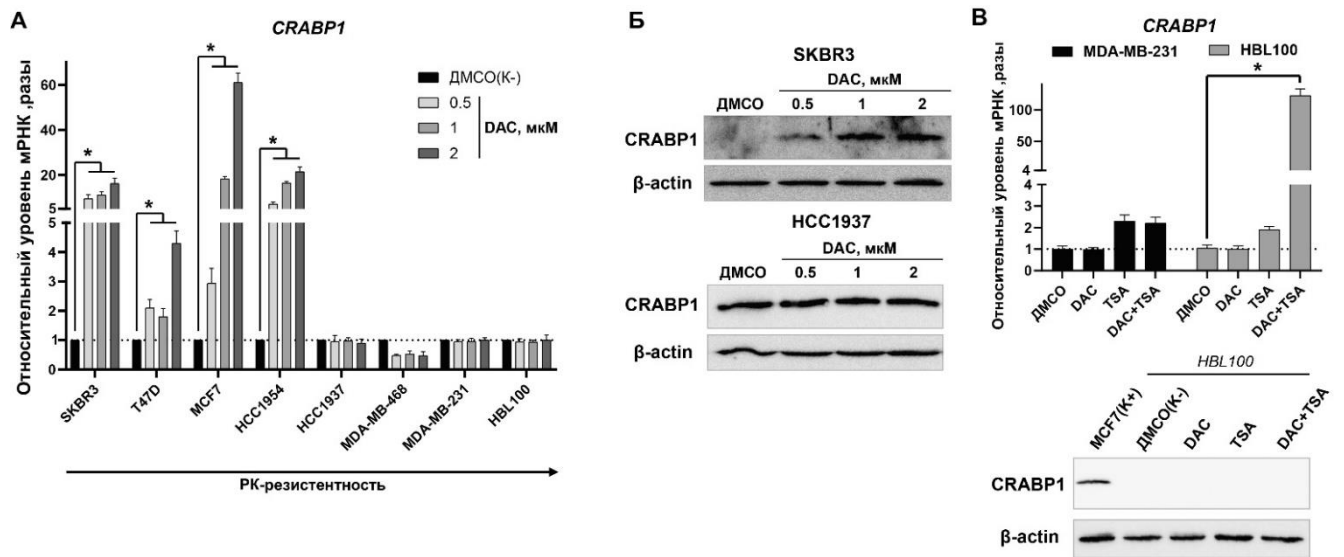 А
CRABP1
Относительный уровень мРНК ,разы
60
40
20
5
4
3
2
1
0
*
*
*
*
ДМСО(К-)
0.5
1
2
DAC, мкМ
SKBR3
T47D
MCF7
HCC1954
HCC1937
MDA-MB-468
MDA-MB-231
HBL100
РК-резистентность
Б
SKBR3
DAC, мкМ
ДМСО 0.5 1 2
CRABP1
β-actin
HCC1937
DAC, мкМ
ДМСО 0.5 1 2
CRABP1
β-actin
В
CRABP1
MDA-MB-231 HBL100
Относительный уровень мРНК ,разы
100
50
4
4
3
2
1
0
*
ДМСО
DAC
TSA
DAC+TSA
ДМСО
DAC
TSA
DAC+TSA
HBL100
MCF7(K+)
ДМСО(К-)
DAC
TSA
DAC+TSA
CRABP1
β-actin